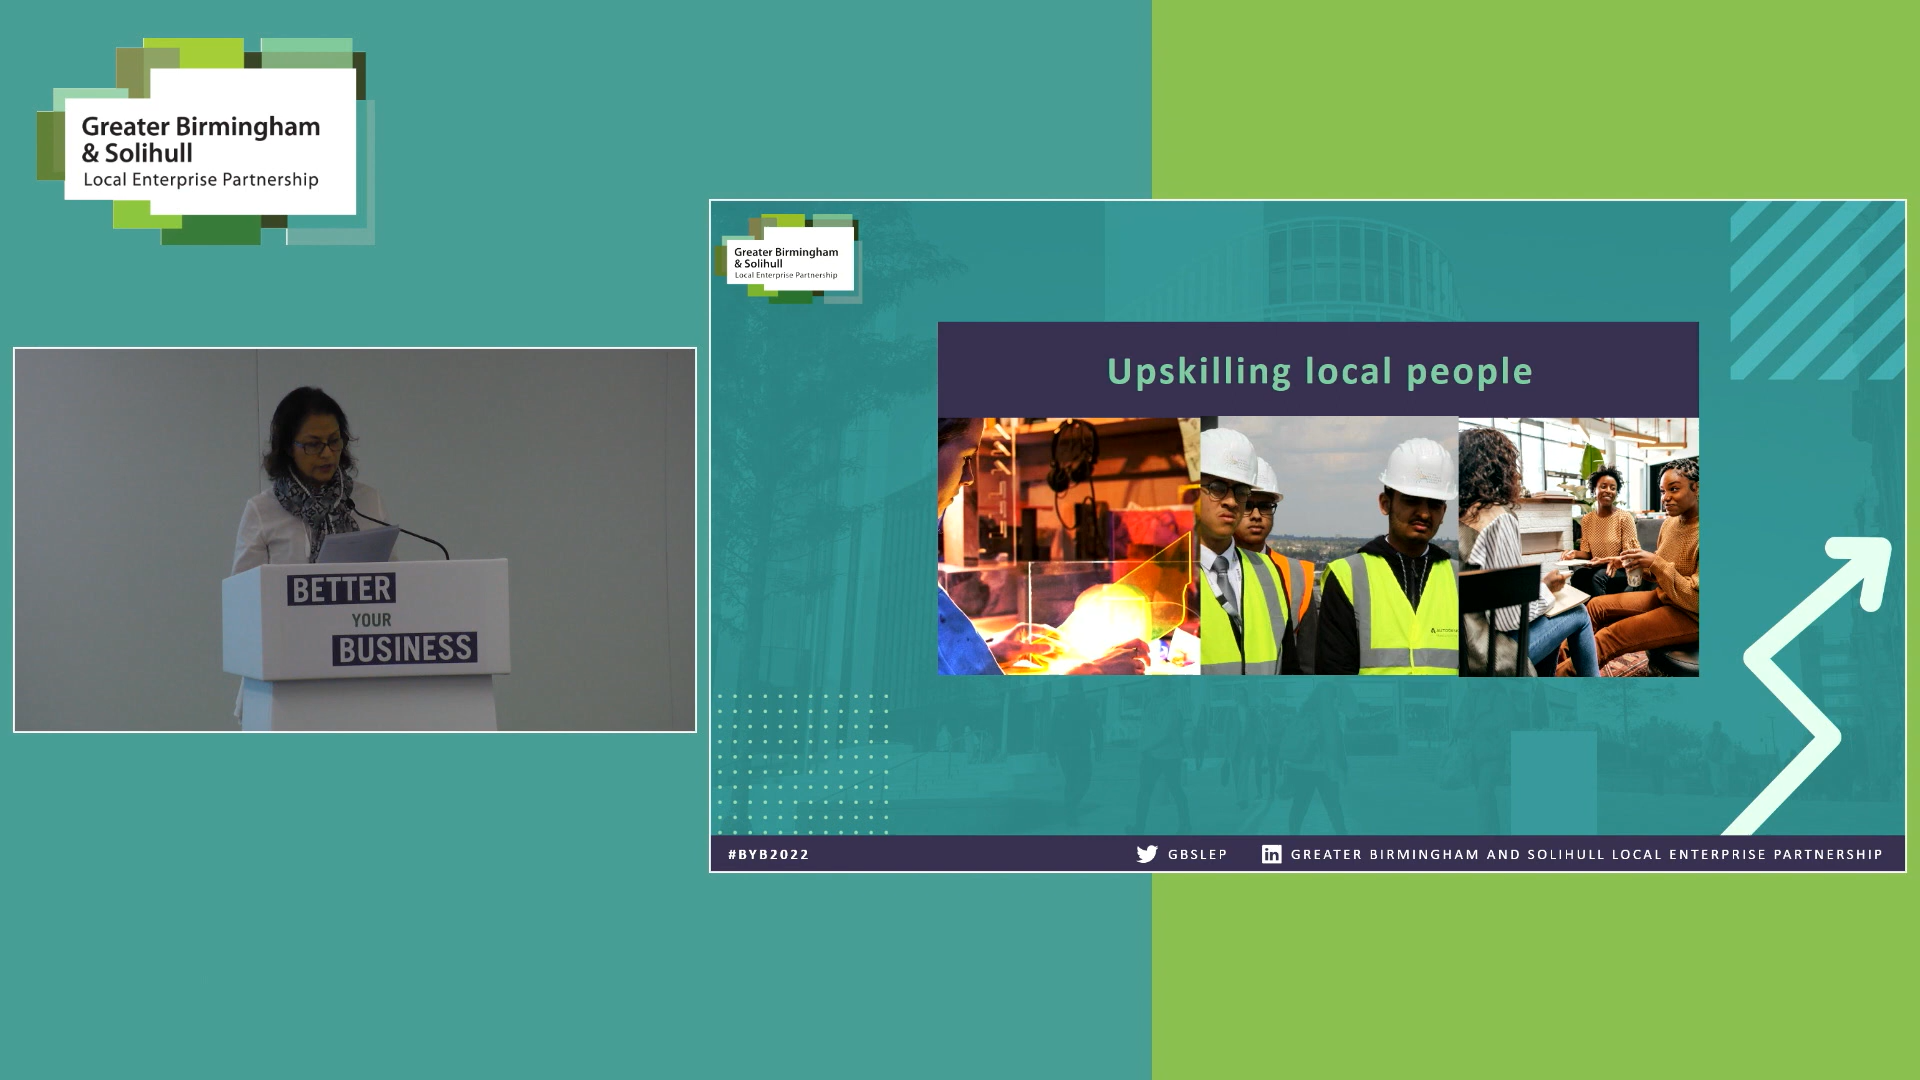 Greater Birmingham
& Solihull
Local Enterprise Partnership
BETTER
YOUR
BUSINESS
Greater Birmingham
& Solihull
Local Enterprise Partnership
Upskilling local people
#BYB2022
GBSLEP
GREATER BIRMINGHAM AND SOLIHULL LOCAL ENTERPRISE PARTNERSHIP